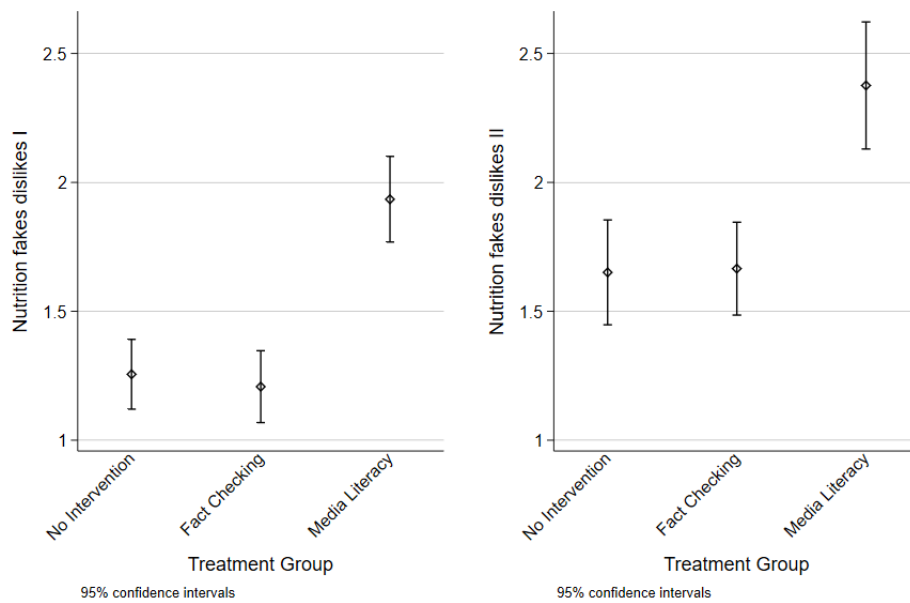 Nutrition fakes dislikes I
2.5
2
1.5
1
No Intervention
Fact Checking
Media Literacy
Treatment Group
95% confidence intervals
Nutrition fakes dislikes II
2.5
2
1.5
1
No Intervention
Fact Checking
Media Literacy
Treatment Group
95% confidence intervals